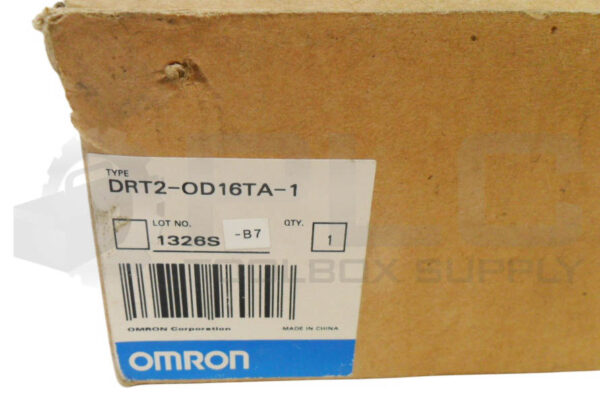 PLC
TOOLBOX SUPPLY
TYPE
DRT2-OD16TA-1
LOT NO. QTY.
1326S -B7 1
OMRON Corporation MADE IN CHINA
OMRON